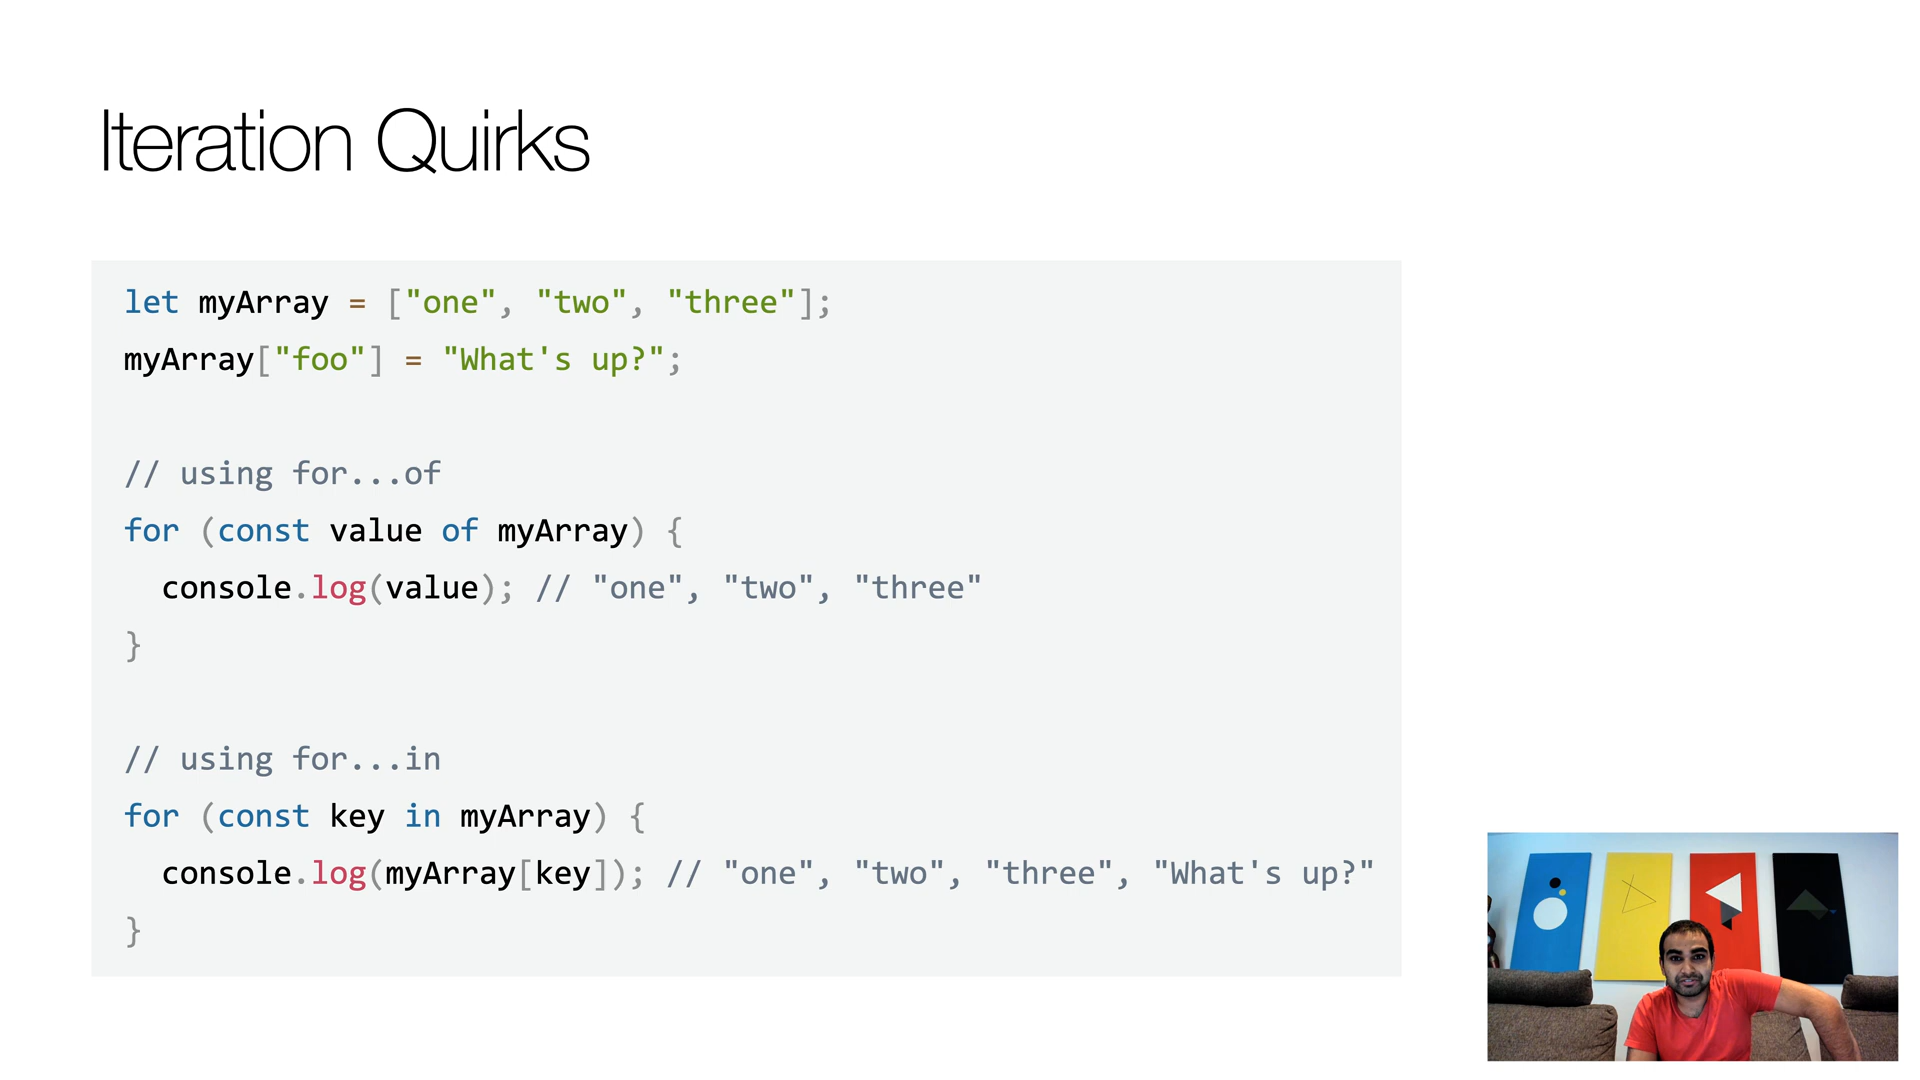 Iteration Quirks
let myArray = ["one", "two", "three"];
myArray["foo"] = "What's up?";
// using for...of
for (const value of myArray) {
  console.log(value); // "one", "two", "three"
}
// using for...in
for (const key in myArray) {
  console.log(myArray[key]); // "one", "two", "three", "What's up?"
}